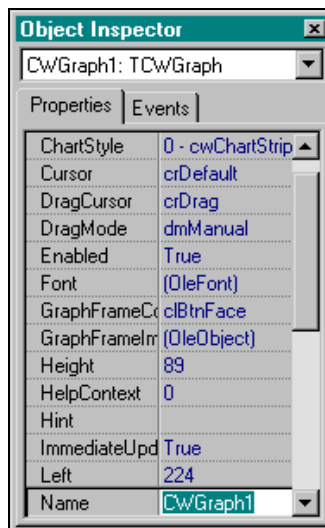 Object Inspector
CWGraph1: TCWGraph
Properties Events
ChartStyle 0 - cwChartStrip
Cursor crDefault
DragCursor crDrag
DragMode dmManual
Enabled True
Font (OleFont)
GraphFrameCo clBtnFace
GraphFrameIm (OleObject)
Height 89
HelpContext 0
Hint
ImmediateUpd True
Left 224
Name CWGraph1